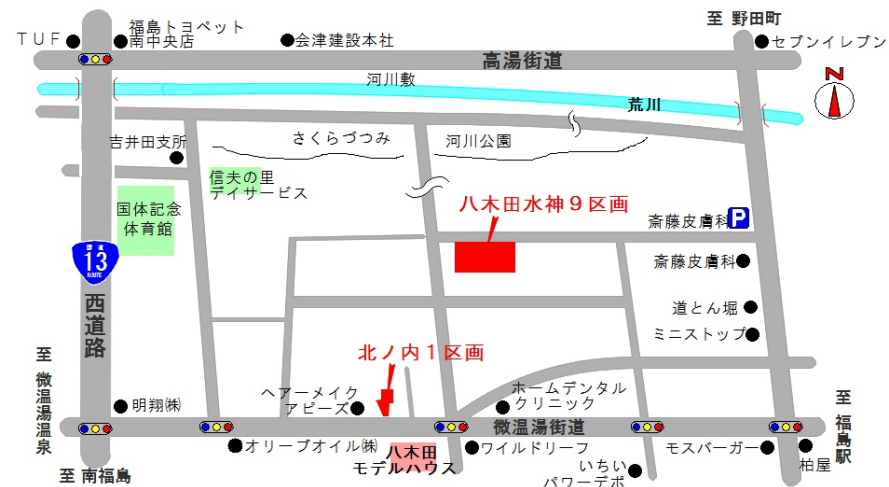 至 野田町
福島トヨペット
南中央店
TUF
会津建設本社
セブンイレブン
高湯街道
河川敷
荒川
N
吉井田支所
さくらづつみ
河川公園
信夫の里
デイサービス
国体記念
体育館
八木田水神9区画
斎藤皮膚科
P
斎藤皮膚科
国道
13
ROUTE
西道路
道とん堀
ミニストップ
北ノ内1区画
至 微温湯温泉
ヘアーメイク
アピーズ
ホームデンタル
クリニック
明翔㈱
微温湯街道
至 福島駅
オリーブオイル㈱
八木田
モデルハウス
ワイルドリーフ
モスバーガー
柏屋
いちい
パワーデポ
至 南福島